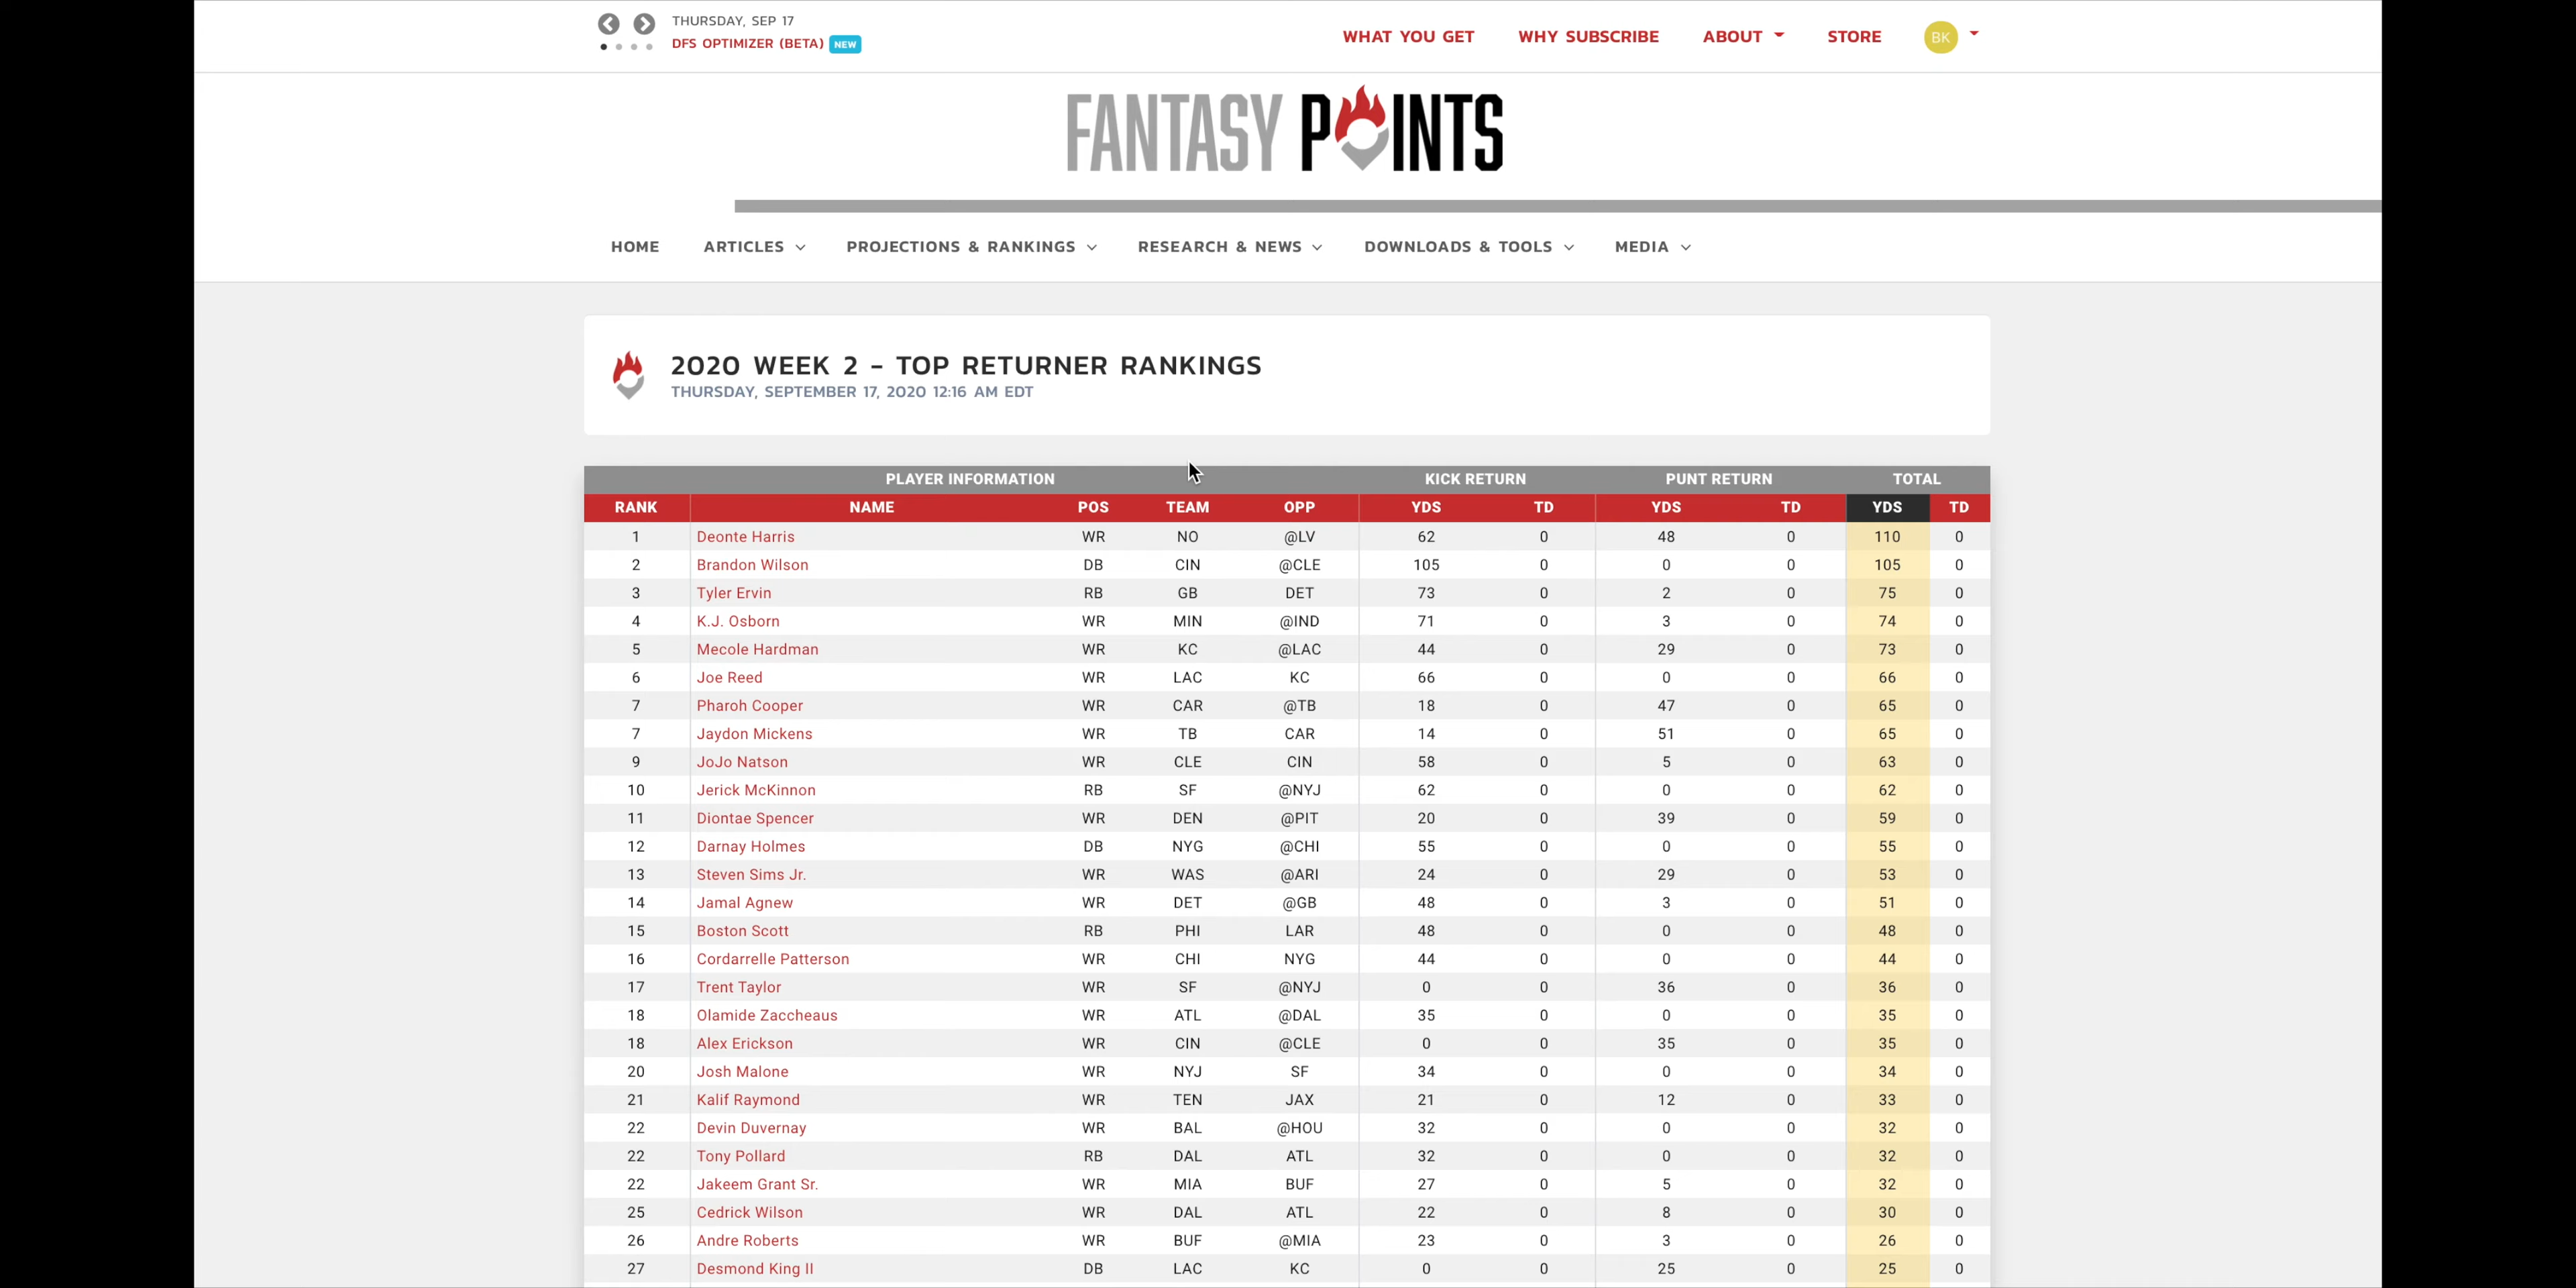 THURSDAY, SEP 17
DFS OPTIMIZER (BETA) NEW
WHAT YOU GET WHY SUBSCRIBE ABOUT STORE BK
FANTASY POINTS
HOME ARTICLES PROJECTIONS & RANKINGS RESEARCH & NEWS DOWNLOADS & TOOLS MEDIA
2020 WEEK 2 - TOP RETURNER RANKINGS
THURSDAY, SEPTEMBER 17, 2020 12:16 AM EDT
PLAYER INFORMATION KICK RETURN PUNT RETURN TOTAL
RANK NAME POS TEAM OPP YDS TD YDS TD YDS TD
1 Deonte Harris WR NO @LV 62 0 48 0 110 0
2 Brandon Wilson DB CIN @CLE 105 0 0 0 105 0
3 Tyler Ervin RB GB DET 73 0 2 0 75 0
4 K.J. Osborn WR MIN @IND 71 0 3 0 74 0
5 Mecole Hardman WR KC @LAC 44 0 29 0 73 0
6 Joe Reed WR LAC KC 66 0 0 0 66 0
7 Pharoh Cooper WR CAR @TB 18 0 47 0 65 0
7 Jaydon Mickens WR TB CAR 14 0 51 0 65 0
9 JoJo Natson WR CLE CIN 58 0 5 0 63 0
10 Jerick McKinnon RB SF @NYJ 62 0 0 0 62 0
11 Diontae Spencer WR DEN @PIT 20 0 39 0 59 0
12 Darnay Holmes DB NYG @CHI 55 0 0 0 55 0
13 Steven Sims Jr. WR WAS @ARI 24 0 29 0 53 0
14 Jamal Agnew WR DET @GB 48 0 3 0 51 0
15 Boston Scott RB PHI LAR 48 0 0 0 48 0
16 Cordarrelle Patterson WR CHI NYG 44 0 0 0 44 0
17 Trent Taylor WR SF @NYJ 0 0 36 0 36 0
18 Olamide Zaccheaus WR ATL @DAL 35 0 0 0 35 0
18 Alex Erickson WR CIN @CLE 0 0 35 0 35 0
20 Josh Malone WR NYJ SF 34 0 0 0 34 0
21 Kalif Raymond WR TEN JAX 21 0 12 0 33 0
22 Devin Duvernay WR BAL @HOU 32 0 0 0 32 0
22 Tony Pollard RB DAL ATL 32 0 0 0 32 0
22 Jakeem Grant Sr. WR MIA BUF 27 0 5 0 32 0
25 Cedrick Wilson WR DAL ATL 22 0 8 0 30 0
26 Andre Roberts WR BUF @MIA 23 0 3 0 26 0
27 Desmond King II DB LAC KC 0 0 25 0 25 0